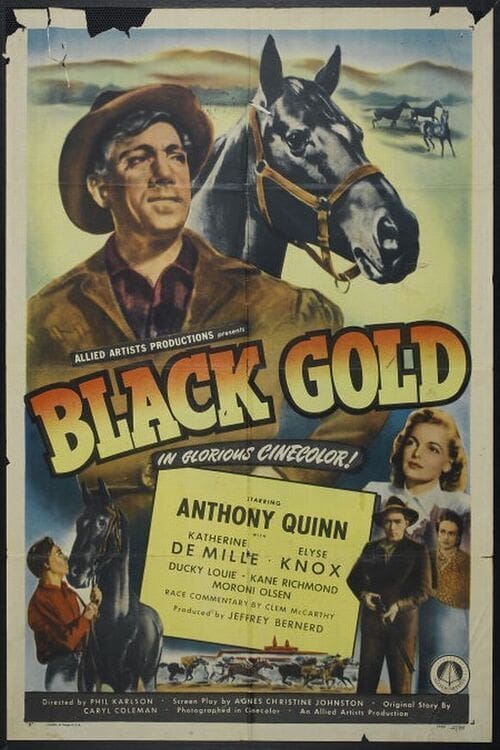 ALLIED ARTISTS PRODUCTIONS presents
BLACK GOLD
IN GLORIOUS CINECOLOR!
STARRING
ANTHONY QUINN
WITH
KATHERINE DE MILLE · ELYSE KNOX
DUCKY LOUIE · KANE RICHMOND
MORONI OLSEN
RACE COMMENTARY BY CLEM McCARTHY
Produced by JEFFREY BERNERD
Directed by PHIL KARLSON - Screen Play by AGNES CHRISTINE JOHNSTON - Original Story By
CARYL COLEMAN - Photographed in Cinecolor - An Allied Artists Production